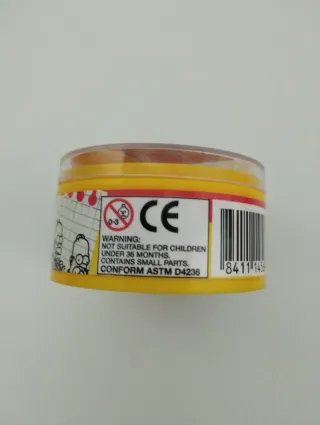 0-3
CE
WARNING:
NOT SUITABLE FOR CHILDREN
UNDER 36 MONTHS.
CONTAINS SMALL PARTS.
CONFORM ASTM D4236
8411